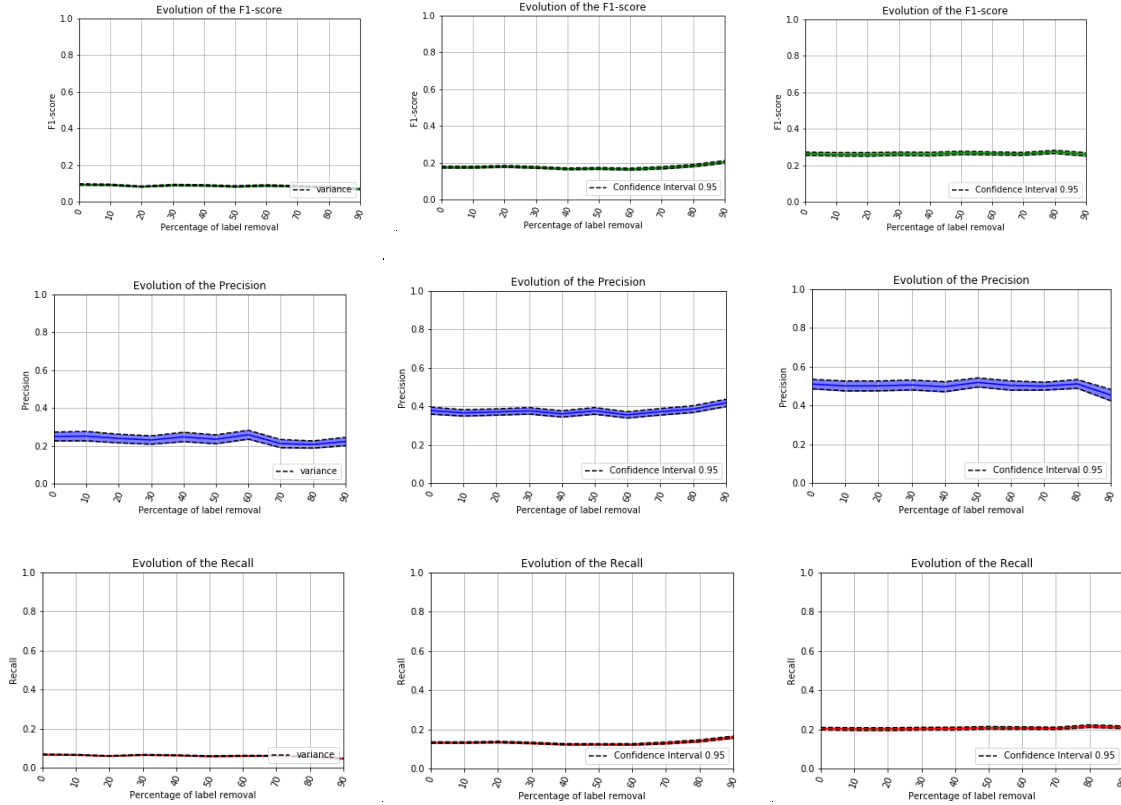 Evolution of the F1-score
1.0
0.8
0.6
0.4
0.2
0.0
F1-score
variance
0 10 20 30 40 50 60 70 80 90
Percentage of label removal
Evolution of the F1-score
1.0
0.8
0.6
0.4
0.2
0.0
F1-score
Confidence Interval 0.95
0 10 20 30 40 50 60 70 80 90
Percentage of label removal
Evolution of the F1-score
1.0
0.8
0.6
0.4
0.2
0.0
F1-score
Confidence Interval 0.95
0 10 20 30 40 50 60 70 80 90
Percentage of label removal
Evolution of the Precision
1.0
0.8
0.6
0.4
0.2
0.0
Precision
variance
0 10 20 30 40 50 60 70 80 90
Percentage of label removal
Evolution of the Precision
1.0
0.8
0.6
0.4
0.2
0.0
Precision
Confidence Interval 0.95
0 10 20 30 40 50 60 70 80 90
Percentage of label removal
Evolution of the Precision
1.0
0.8
0.6
0.4
0.2
0.0
Precision
Confidence Interval 0.95
0 10 20 30 40 50 60 70 80 90
Percentage of label removal
Evolution of the Recall
1.0
0.8
0.6
0.4
0.2
0.0
Recall
variance
0 10 20 30 40 50 60 70 80 90
Percentage of label removal
Evolution of the Recall
1.0
0.8
0.6
0.4
0.2
0.0
Recall
Confidence Interval 0.95
0 10 20 30 40 50 60 70 80 90
Percentage of label removal
Evolution of the Recall
1.0
0.8
0.6
0.4
0.2
0.0
Recall
Confidence Interval 0.95
0 10 20 30 40 50 60 70 80 90
Percentage of label removal